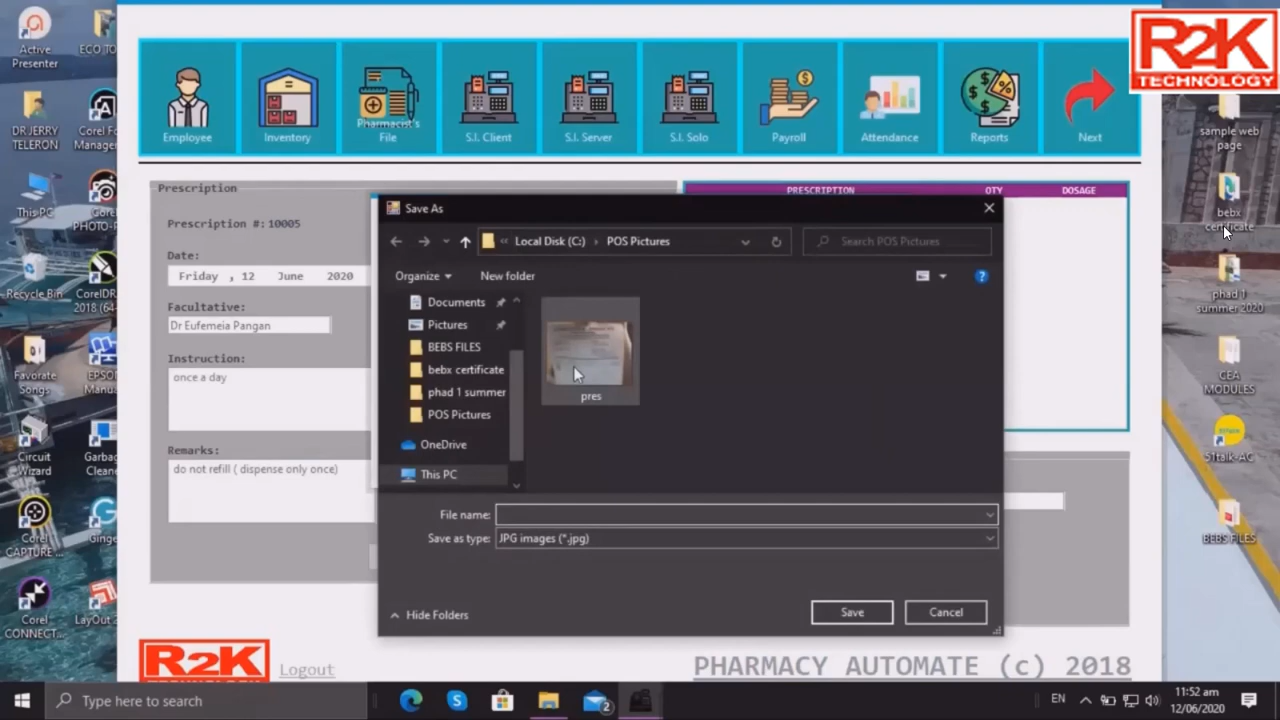 Active
Presenter
ECO TO
DR JERRY
TELERON
Corel Fo
Manager
This PC
Corel
PHOTO-P
Recycle Bin
CorelDR
2018 (64-
Favorate
Songs
EPSON
Manua
Circuit
Wizard
Garbag
Cleane
Corel
CAPTURE ...
Ginge
Corel
CONNECT...
LayOut 2
Employee
Inventory
Pharmacist's
File
S.I. Client
S.I. Server
S.I. Solo
Payroll
Attendance
Reports
Next
R2K
TECHNOLOGY
sample web
page
bebx
certificate
phad 1
summer 2020
CEA
MODULES
51talk-AC
BEBS FILES
Prescription
Prescription #: 10005
Date:
Friday , 12 June 2020
Facultative:
Dr Eufemeia Pangan
Instruction:
once a day
Remarks:
do not refill ( dispense only once)
PRESCRIPTION QTY DOSAGE
Save As
Local Disk (C:) POS Pictures
Search POS Pictures
Organize New folder
Documents
Pictures
BEBS FILES
bebx certificate
phad 1 summer
POS Pictures
OneDrive
This PC
pres
File name:
Save as type: JPG images (*.jpg)
Hide Folders
Save Cancel
R2K
Logout
PHARMACY AUTOMATE (c) 2018
Type here to search
2
EN
11:52 am
12/06/2020